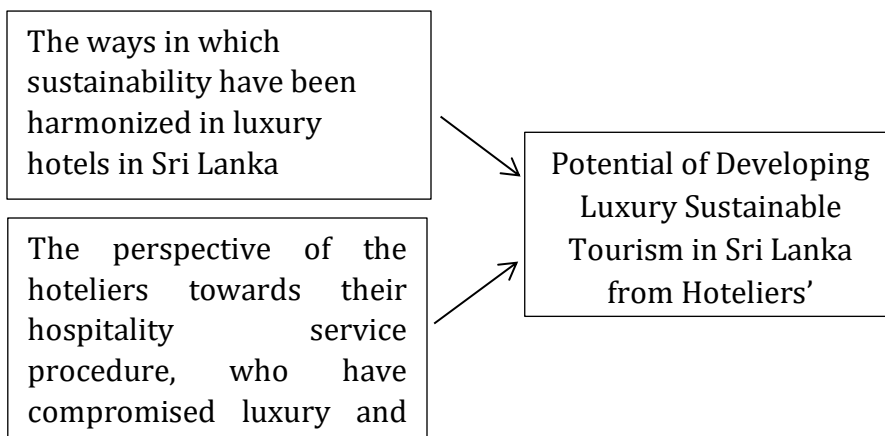 The ways in which
sustainability have been
harmonized in luxury
hotels in Sri Lanka
The perspective of the
hoteliers towards their
hospitality service
procedure, who have
compromised luxury and
Potential of Developing
Luxury Sustainable
Tourism in Sri Lanka
from Hoteliers’